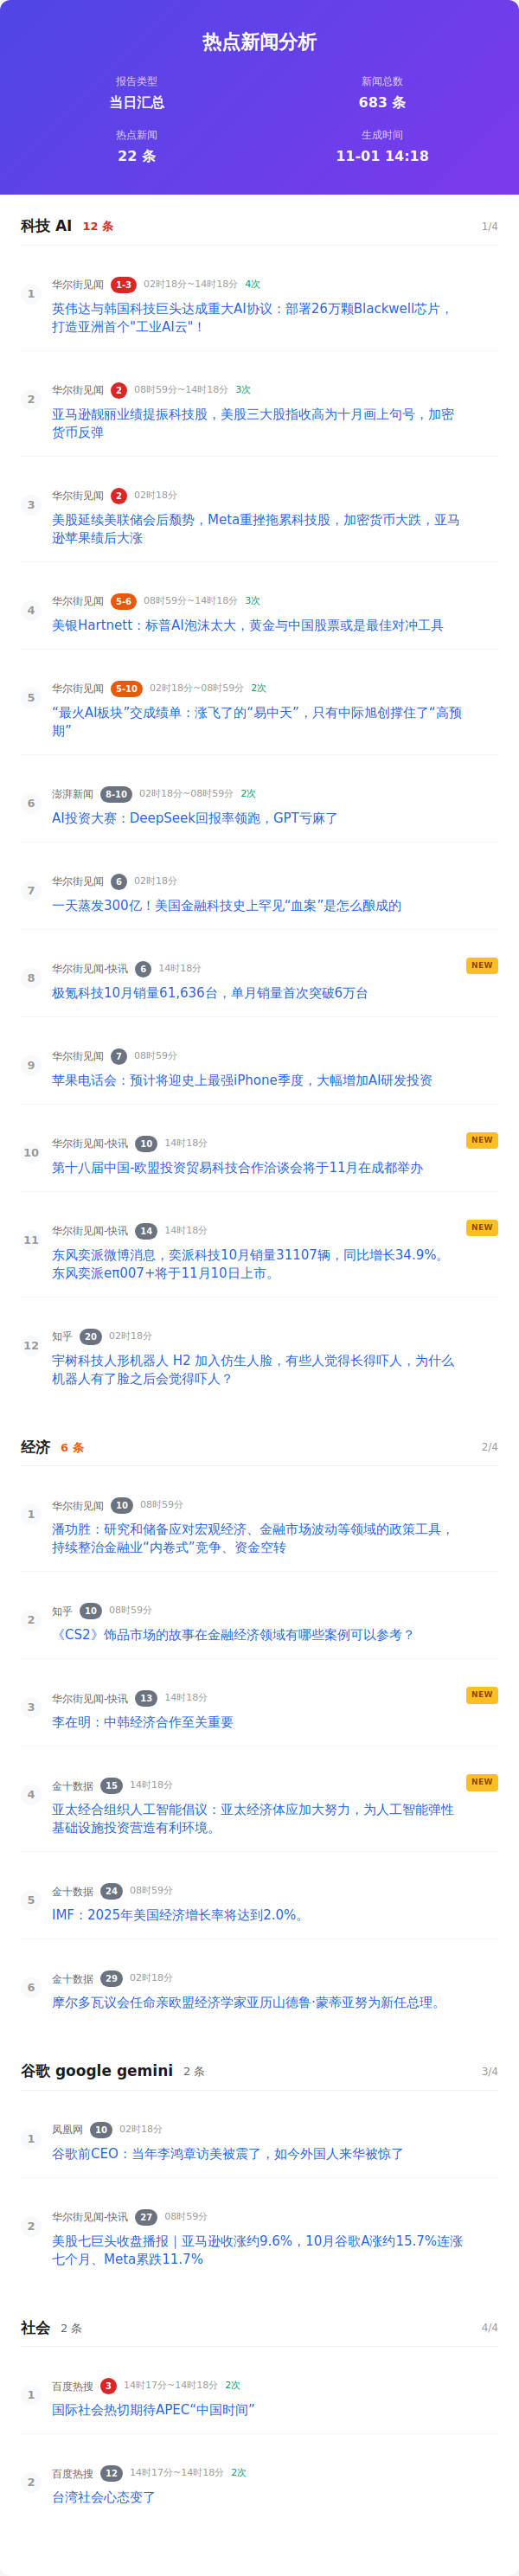 热点新闻分析
报告类型
当日汇总
新闻总数
683 条
热点新闻
22 条
生成时间
11-01 14:18
科技 AI 12 条 1/4
1 华尔街见闻 1-3 02时18分~14时18分 4次
英伟达与韩国科技巨头达成重大AI协议：部署26万颗Blackwell芯片，
打造亚洲首个"工业AI云"！
2 华尔街见闻 2 08时59分~14时18分 3次
亚马逊靓丽业绩提振科技股，美股三大股指收高为十月画上句号，加密
货币反弹
3 华尔街见闻 2 02时18分
美股延续美联储会后颓势，Meta重挫拖累科技股，加密货币大跌，亚马
逊苹果绩后大涨
4 华尔街见闻 5-6 08时59分~14时18分 3次
美银Hartnett：标普AI泡沫太大，黄金与中国股票或是最佳对冲工具
5 华尔街见闻 5-10 02时18分~08时59分 2次
“最火AI板块”交成绩单：涨飞了的“易中天”，只有中际旭创撑住了“高预
期”
6 澎湃新闻 8-10 02时18分~08时59分 2次
AI投资大赛：DeepSeek回报率领跑，GPT亏麻了
7 华尔街见闻 6 02时18分
一天蒸发300亿！美国金融科技史上罕见“血案”是怎么酿成的
8 华尔街见闻-快讯 6 14时18分 NEW
极氪科技10月销量61,636台，单月销量首次突破6万台
9 华尔街见闻 7 08时59分
苹果电话会：预计将迎史上最强iPhone季度，大幅增加AI研发投资
10 华尔街见闻-快讯 10 14时18分 NEW
第十八届中国-欧盟投资贸易科技合作洽谈会将于11月在成都举办
11 华尔街见闻-快讯 14 14时18分 NEW
东风奕派微博消息，奕派科技10月销量31107辆，同比增长34.9%。
东风奕派eπ007+将于11月10日上市。
12 知乎 20 02时18分
宇树科技人形机器人 H2 加入仿生人脸，有些人觉得长得吓人，为什么
机器人有了脸之后会觉得吓人？
经济 6 条 2/4
1 华尔街见闻 10 08时59分
潘功胜：研究和储备应对宏观经济、金融市场波动等领域的政策工具，
持续整治金融业“内卷式”竞争、资金空转
2 知乎 10 08时59分
《CS2》饰品市场的故事在金融经济领域有哪些案例可以参考？
3 华尔街见闻-快讯 13 14时18分 NEW
李在明：中韩经济合作至关重要
4 金十数据 15 14时18分 NEW
亚太经合组织人工智能倡议：亚太经济体应加大努力，为人工智能弹性
基础设施投资营造有利环境。
5 金十数据 24 08时59分
IMF：2025年美国经济增长率将达到2.0%。
6 金十数据 29 02时18分
摩尔多瓦议会任命亲欧盟经济学家亚历山德鲁·蒙蒂亚努为新任总理。
谷歌 google gemini 2 条 3/4
1 凤凰网 10 02时18分
谷歌前CEO：当年李鸿章访美被震了，如今外国人来华被惊了
2 华尔街见闻-快讯 27 08时59分
美股七巨头收盘播报｜亚马逊收涨约9.6%，10月谷歌A涨约15.7%连涨
七个月、Meta累跌11.7%
社会 2 条 4/4
1 百度热搜 3 14时17分~14时18分 2次
国际社会热切期待APEC“中国时间”
2 百度热搜 12 14时17分~14时18分 2次
台湾社会心态变了